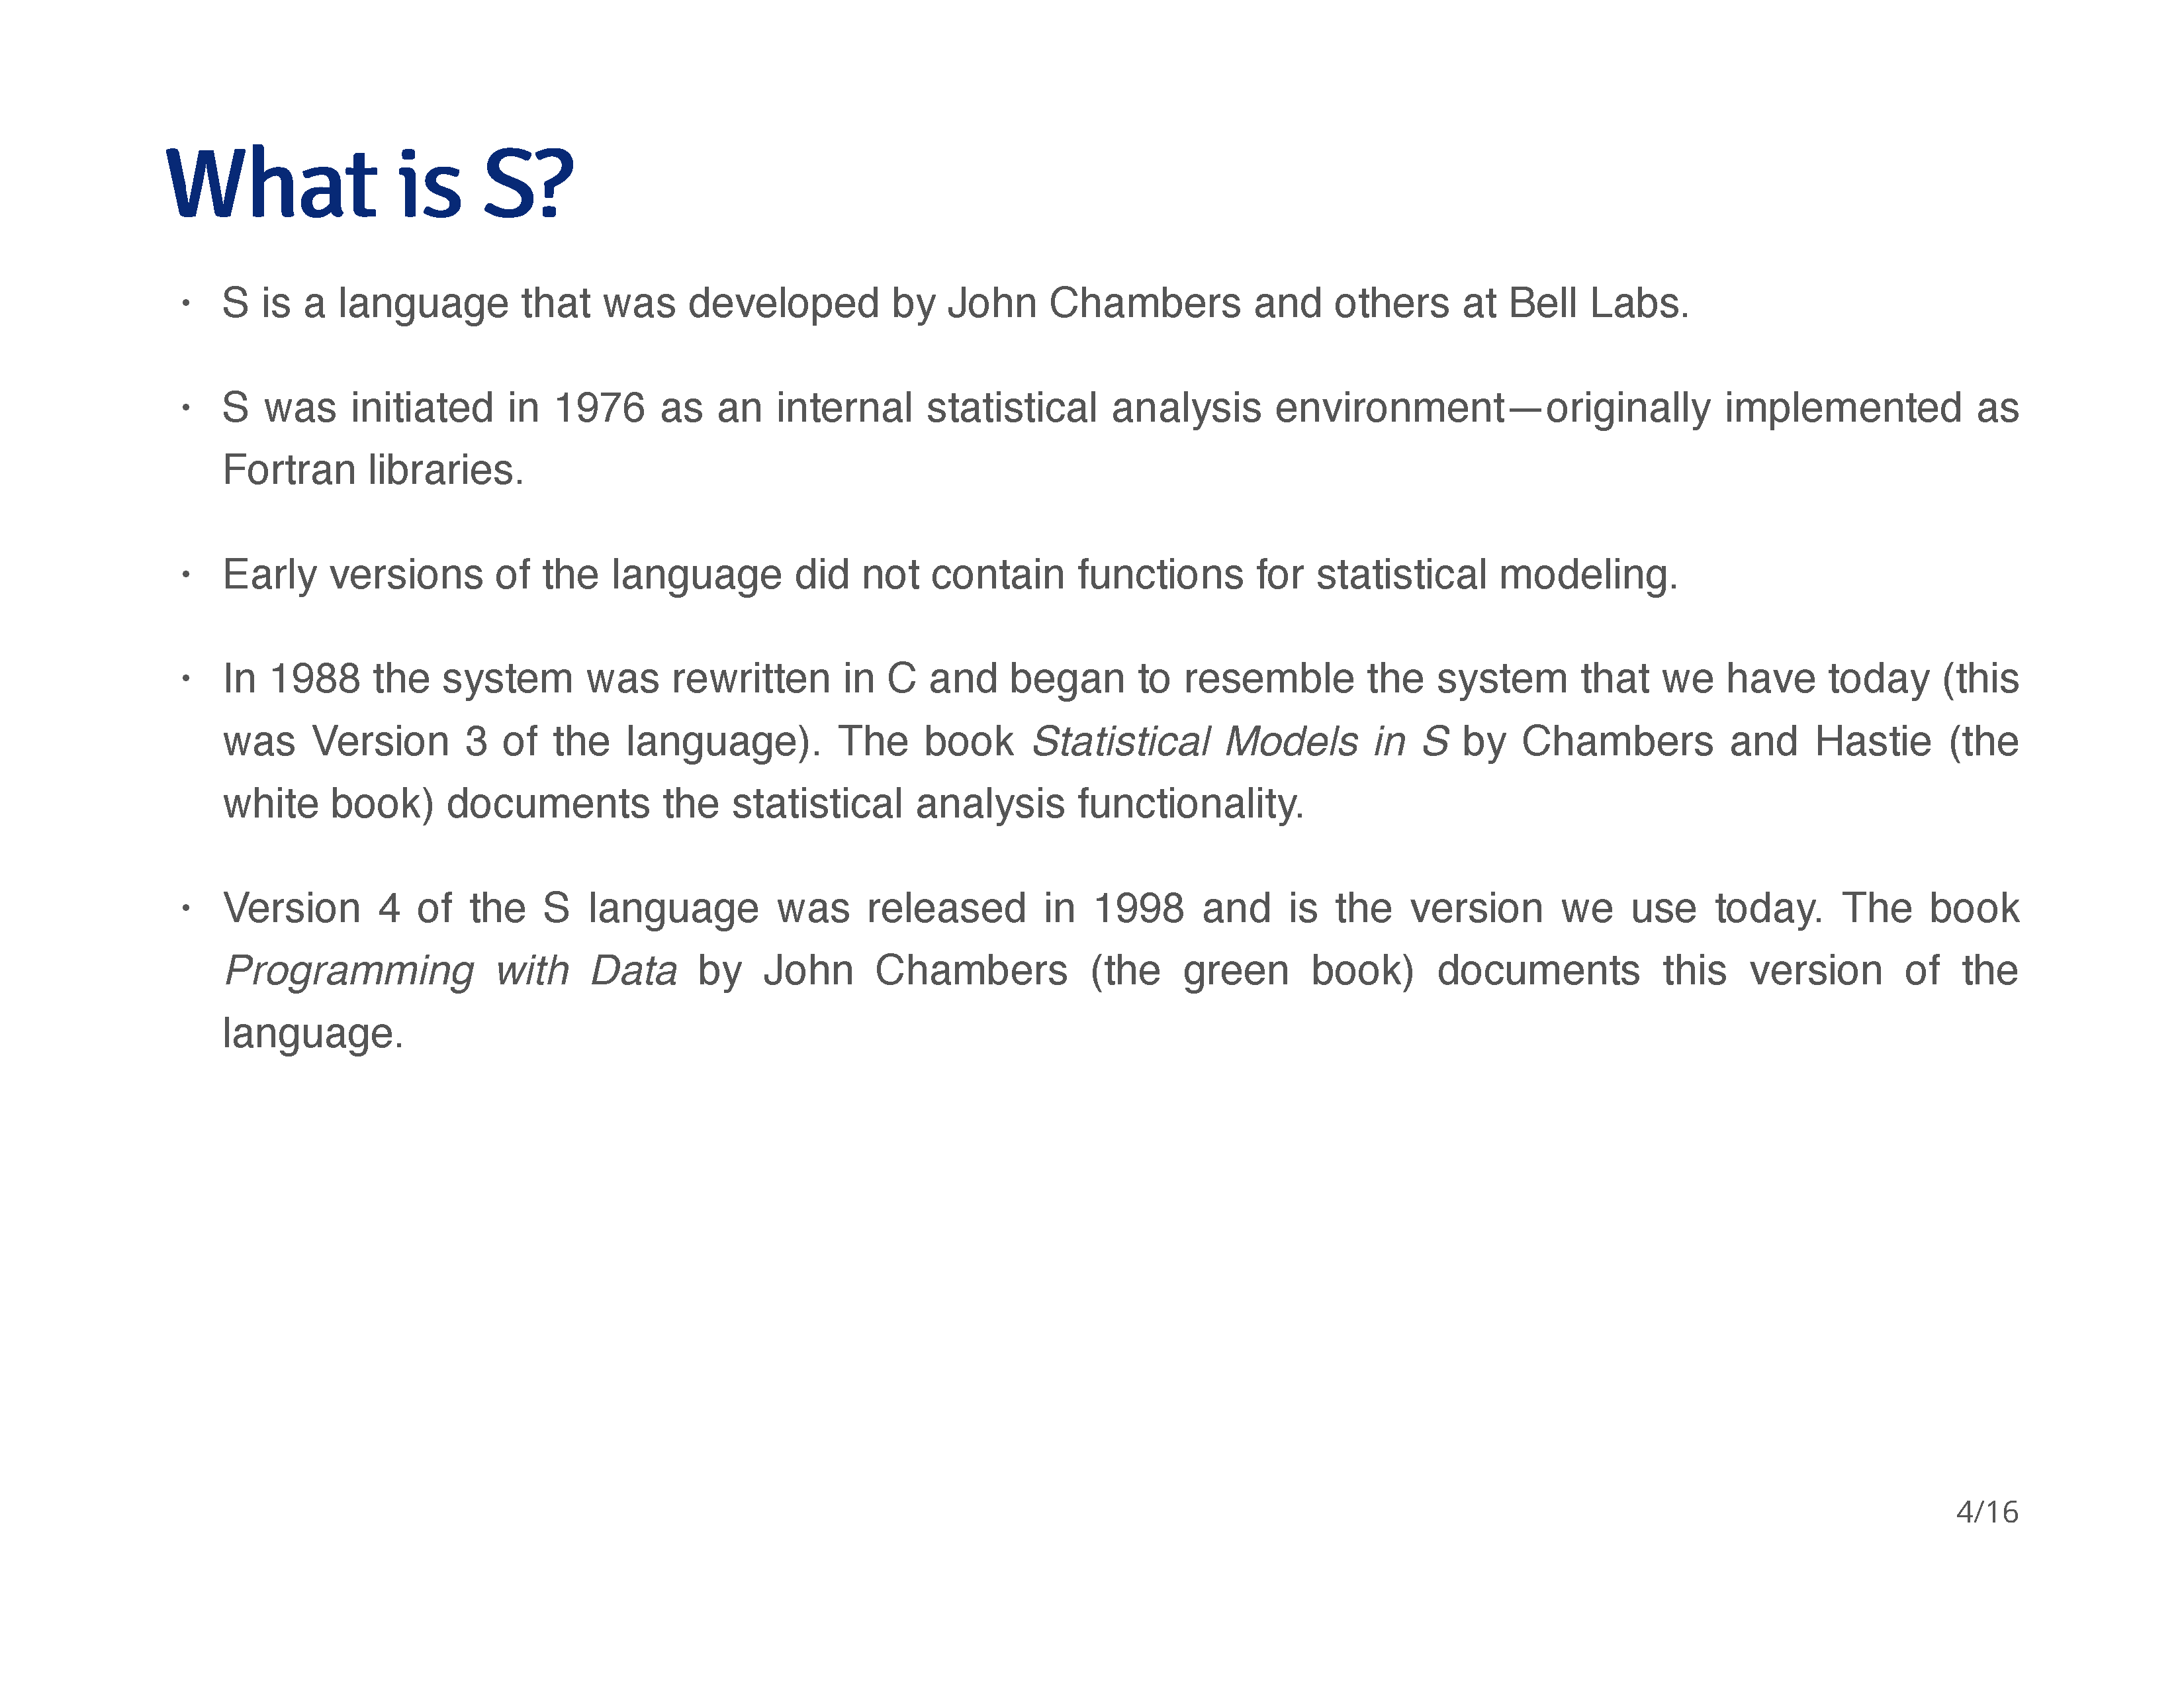 What is S?
· S is a language that was developed by John Chambers and others at Bell Labs.
· S was initiated in 1976 as an internal statistical analysis environment—originally implemented as
Fortran libraries.
· Early versions of the language did not contain functions for statistical modeling.
· In 1988 the system was rewritten in C and began to resemble the system that we have today (this
was Version 3 of the language). The book Statistical Models in S by Chambers and Hastie (the
white book) documents the statistical analysis functionality.
· Version 4 of the S language was released in 1998 and is the version we use today. The book
Programming with Data by John Chambers (the green book) documents this version of the
language.
4/16